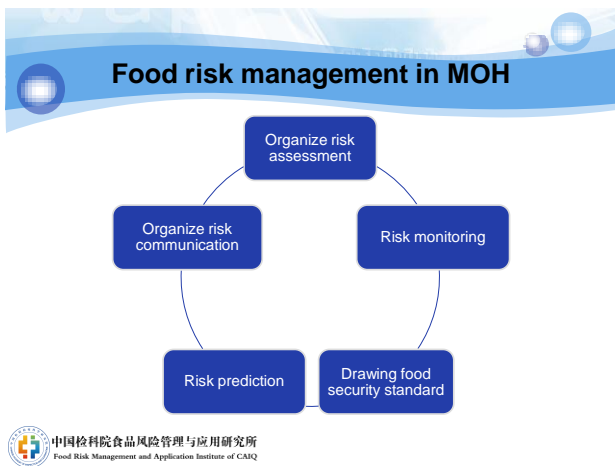 Food risk management in MOH
Organize risk
assessment
Organize risk
communication
Risk monitoring
Risk prediction
Drawing food
security standard
中国检科院食品风险管理与应用研究所
Food Risk Management and Application Institute of CAIQ